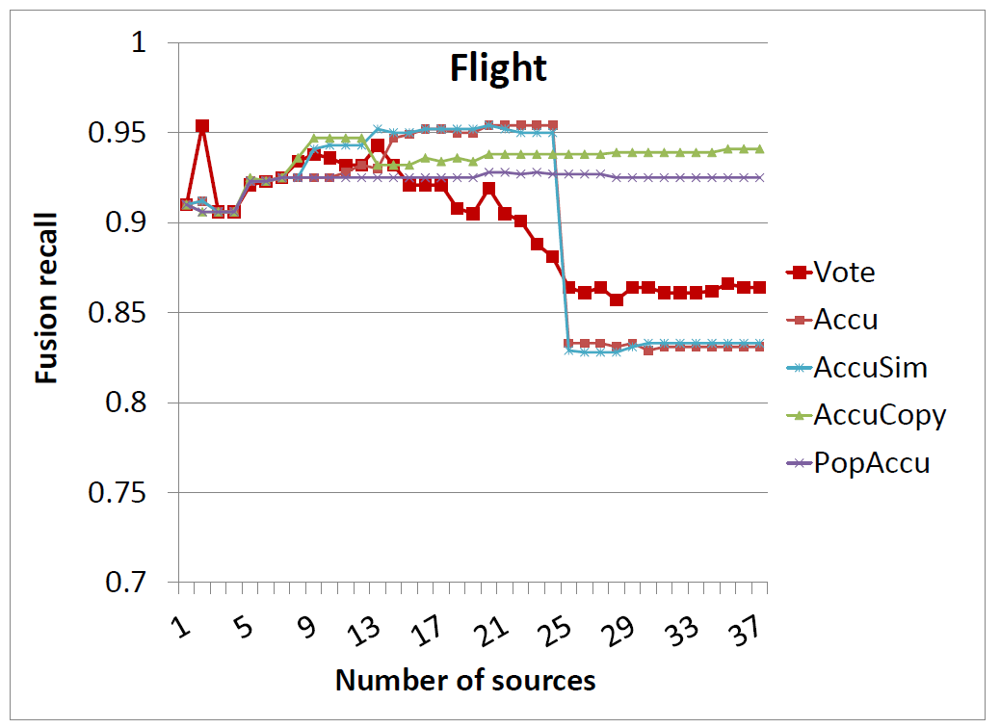 Flight
1
0.95
0.9
0.85
0.8
0.75
0.7
Fusion recall
1 5 9 13 17 21 25 29 33 37
Number of sources
Vote
Accu
AccuSim
AccuCopy
PopAccu